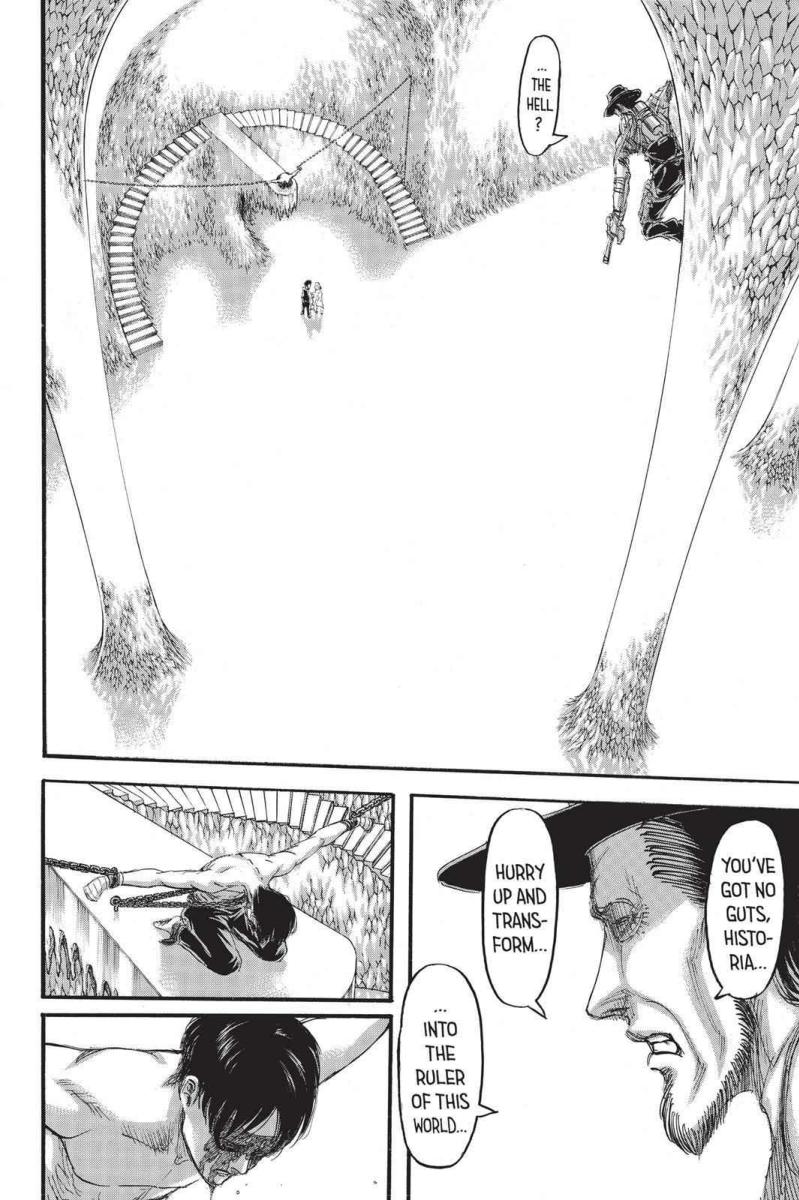 ...
THE
HELL
?
YOU'VE
GOT NO
GUTS,
HISTO-
RIA...
HURRY
UP AND
TRANS-
FORM...
...
INTO
THE
RULER
OF THIS
WORLD...